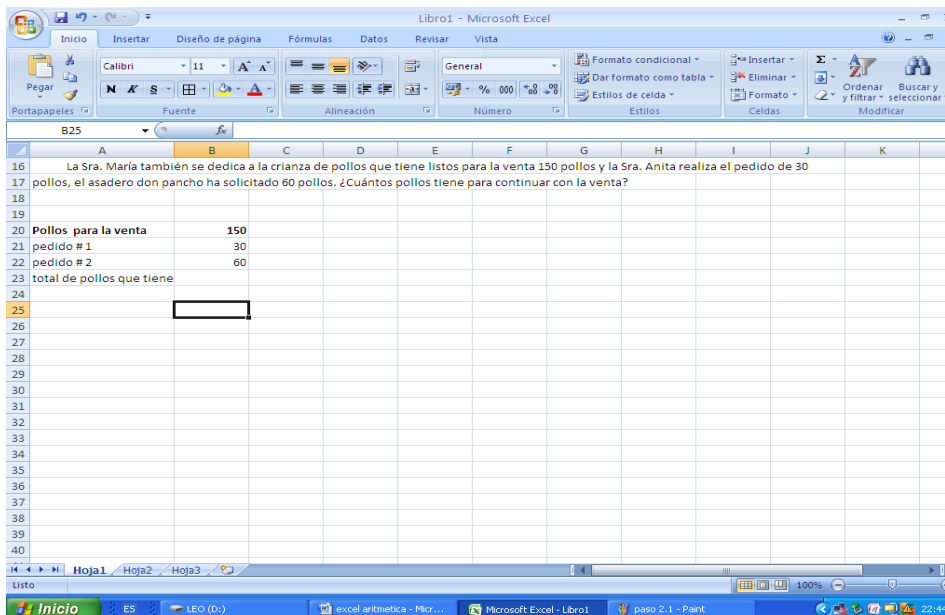 Libro1 - Microsoft Excel
Inicio Insertar Diseño de página Fórmulas Datos Revisar Vista
Pegar
Calibri 11 A A
General
N K S A
% 000
Formato condicional
Dar formato como tabla
Estilos de celda
Insertar
Eliminar
Formato
Σ
Ordenar y filtrar
Buscar y seleccionar
Portapapeles Fuente Alineación Número Estilos Celdas Modificar
B25 fx
A B C D E F G H I J K
16 La Sra. María también se dedica a la crianza de pollos que tiene listos para la venta 150 pollos y la Sra. Anita realiza el pedido de 30
17 pollos, el asadero don pancho ha solicitado 60 pollos. ¿Cuántos pollos tiene para continuar con la venta?
18
19
20 Pollos para la venta 150
21 pedido # 1 30
22 pedido # 2 60
23 total de pollos que tiene
24
25
26
27
28
29
30
31
32
33
34
35
36
37
38
39
40
Hoja1 Hoja2 Hoja3
Listo 100%
Inicio ES LEO (D:) excel aritmetica - Micr... Microsoft Excel - Libro1 paso 2.1 - Paint 22:44